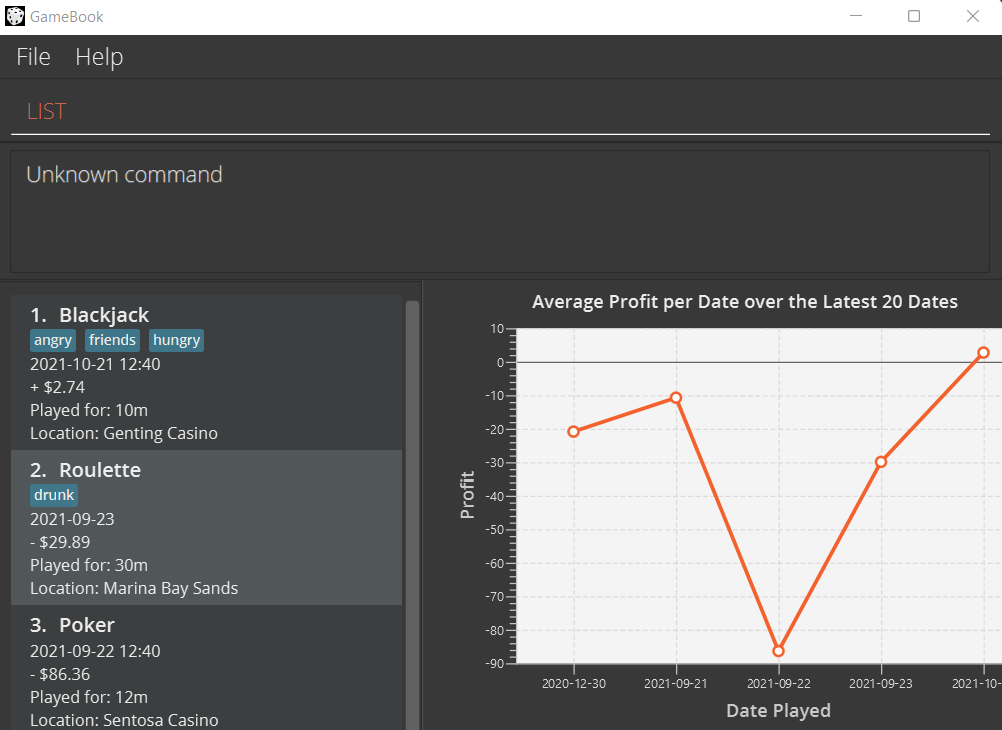 GameBook
File Help
LIST
Unknown command
1. Blackjack
angry friends hungry
2021-10-21 12:40
+ $2.74
Played for: 10m
Location: Genting Casino
2. Roulette
drunk
2021-09-23
- $29.89
Played for: 30m
Location: Marina Bay Sands
3. Poker
2021-09-22 12:40
- $86.36
Played for: 12m
Location: Sentosa Casino
Average Profit per Date over the Latest 20 Dates
Profit
10
0
-10
-20
-30
-40
-50
-60
-70
-80
-90
2020-12-30 2021-09-21 2021-09-22 2021-09-23 2021-10-
Date Played